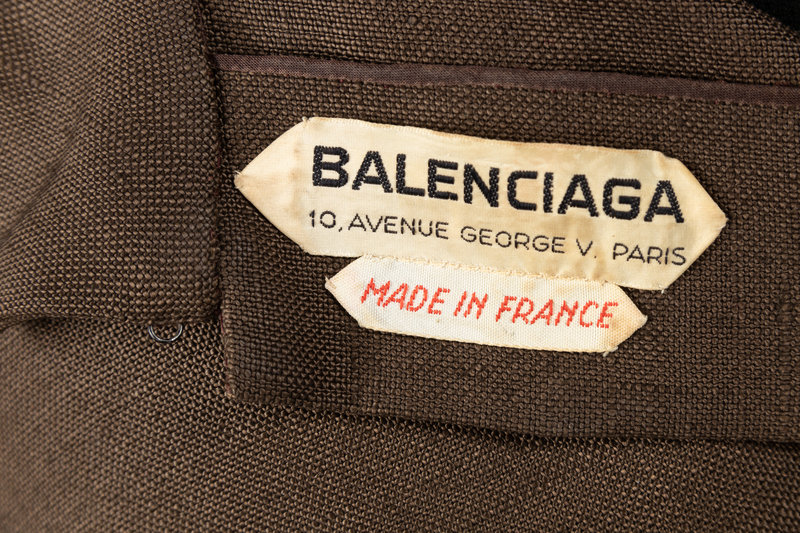 BALENCIAGA
10, AVENUE GEORGE V. PARIS
MADE IN FRANCE